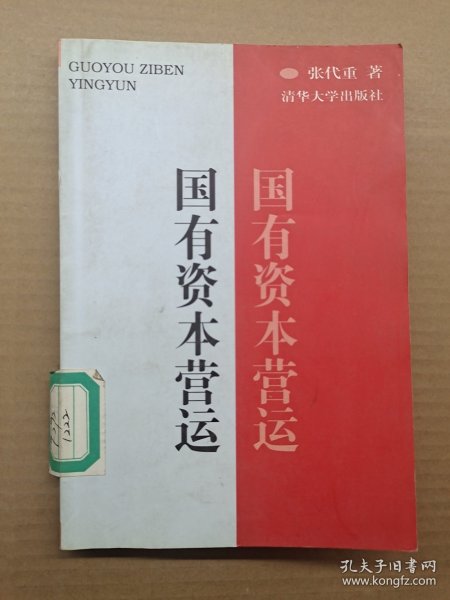 GUOYOU ZIBEN
YINGYUN
张代重 著
清华大学出版社
国有资本营运
国有资本营运
孔夫子旧书网
www.kongfz.com